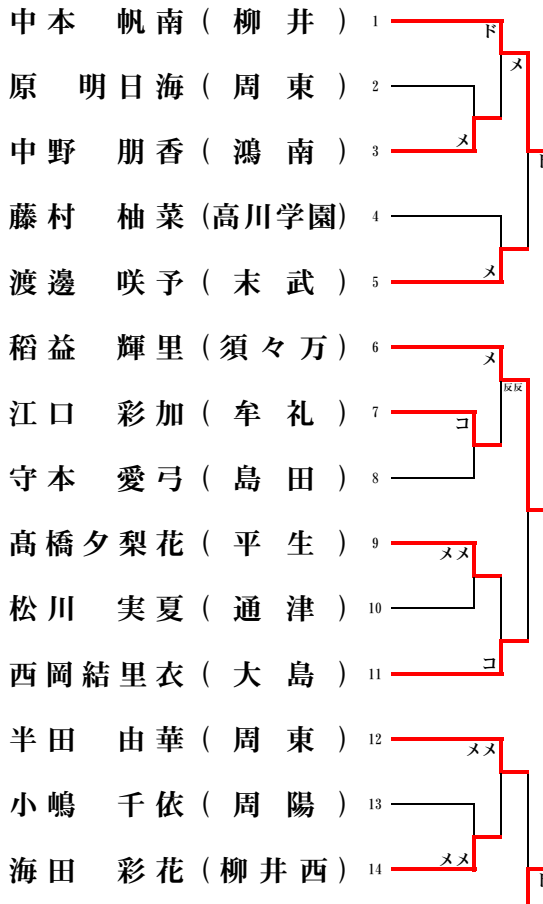 中本 帆南(柳井) 1
ド
メ
原 明日海(周東) 2
中野 朋香(鴻南) 3
メ
藤村 柚菜(高川学園) 4
渡邊 咲予(末武) 5
メ
稻益 輝里(須々万) 6
メ
反反
江口 彩加(牟礼) 7
コ
守本 愛弓(島田) 8
髙橋夕梨花(平生) 9
メメ
松川 実夏(通津) 10
西岡結里衣(大島) 11
コ
半田 由華(周東) 12
メメ
小嶋 千依(周陽) 13
海田 彩花(柳井西) 14
メメ